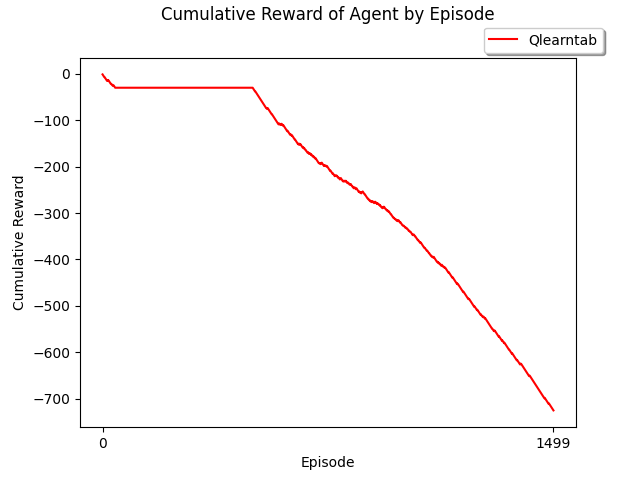 Cumulative Reward of Agent by Episode
Qlearntab
0
−100
−200
−300
−400
−500
−600
−700
Cumulative Reward
0 1499
Episode